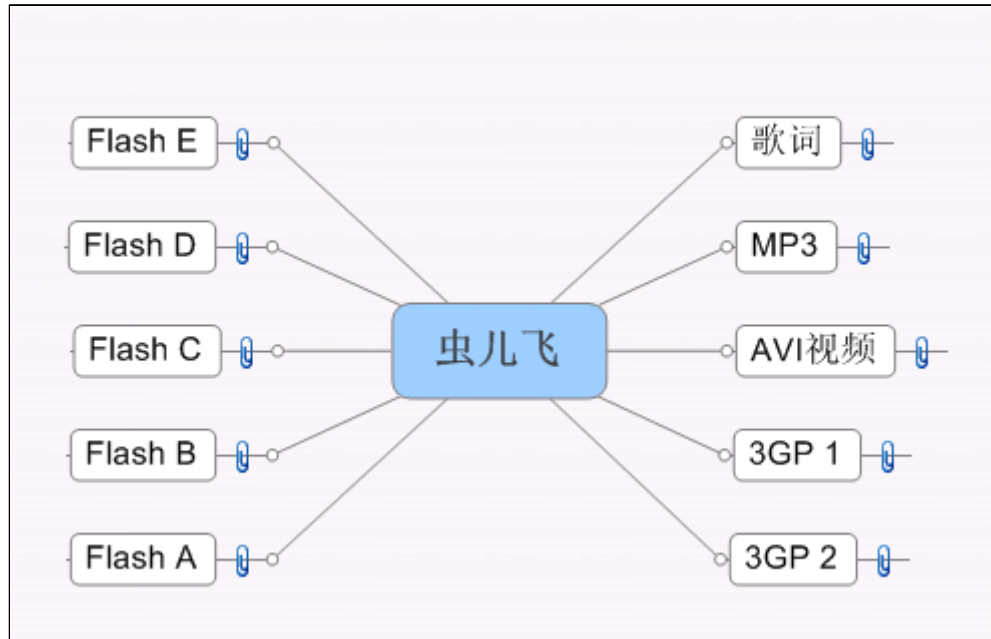 Flash E
歌词
Flash D
MP3
虫儿飞
Flash C
AVI视频
Flash B
3GP 1
Flash A
3GP 2